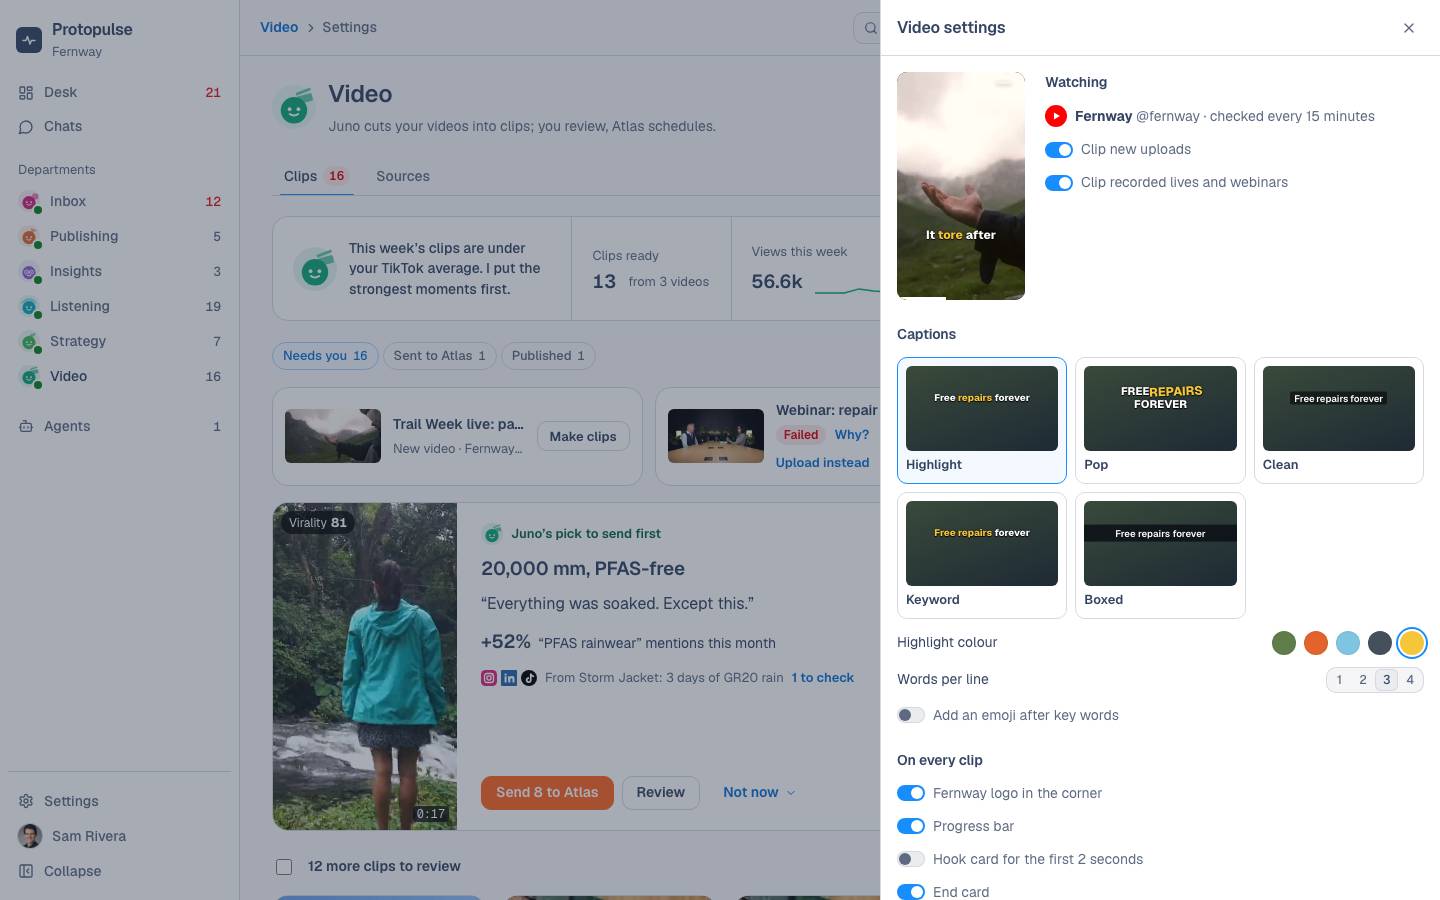 Protopulse
Fernway
Desk 21
Chats
Departments
Inbox 12
Publishing 5
Insights 3
Listening 19
Strategy 7
Video 16
Agents 1
Settings
Sam Rivera
Collapse
Video > Settings
Video
Juno cuts your videos into clips; you review, Atlas schedules.
Clips 16 Sources
This week’s clips are under
your TikTok average. I put the
strongest moments first.
Clips ready
13 from 3 videos
Views this week
56.6k
Needs you 16 Sent to Atlas 1 Published 1
Trail Week live: pa…
New video · Fernway…
Make clips
Webinar: repair
Failed Why?
Upload instead
Virality 81
0:17
Juno’s pick to send first
20,000 mm, PFAS-free
“Everything was soaked. Except this.”
+52% “PFAS rainwear” mentions this month
From Storm Jacket: 3 days of GR20 rain 1 to check
Send 8 to Atlas Review Not now
12 more clips to review
Video settings
It tore after
Watching
Fernway @fernway · checked every 15 minutes
Clip new uploads
Clip recorded lives and webinars
Captions
Free repairs forever
Highlight
FREE REPAIRS
FOREVER
Pop
Free repairs forever
Clean
Free repairs forever
Keyword
Free repairs forever
Boxed
Highlight colour
Words per line 1 2 3 4
Add an emoji after key words
On every clip
Fernway logo in the corner
Progress bar
Hook card for the first 2 seconds
End card